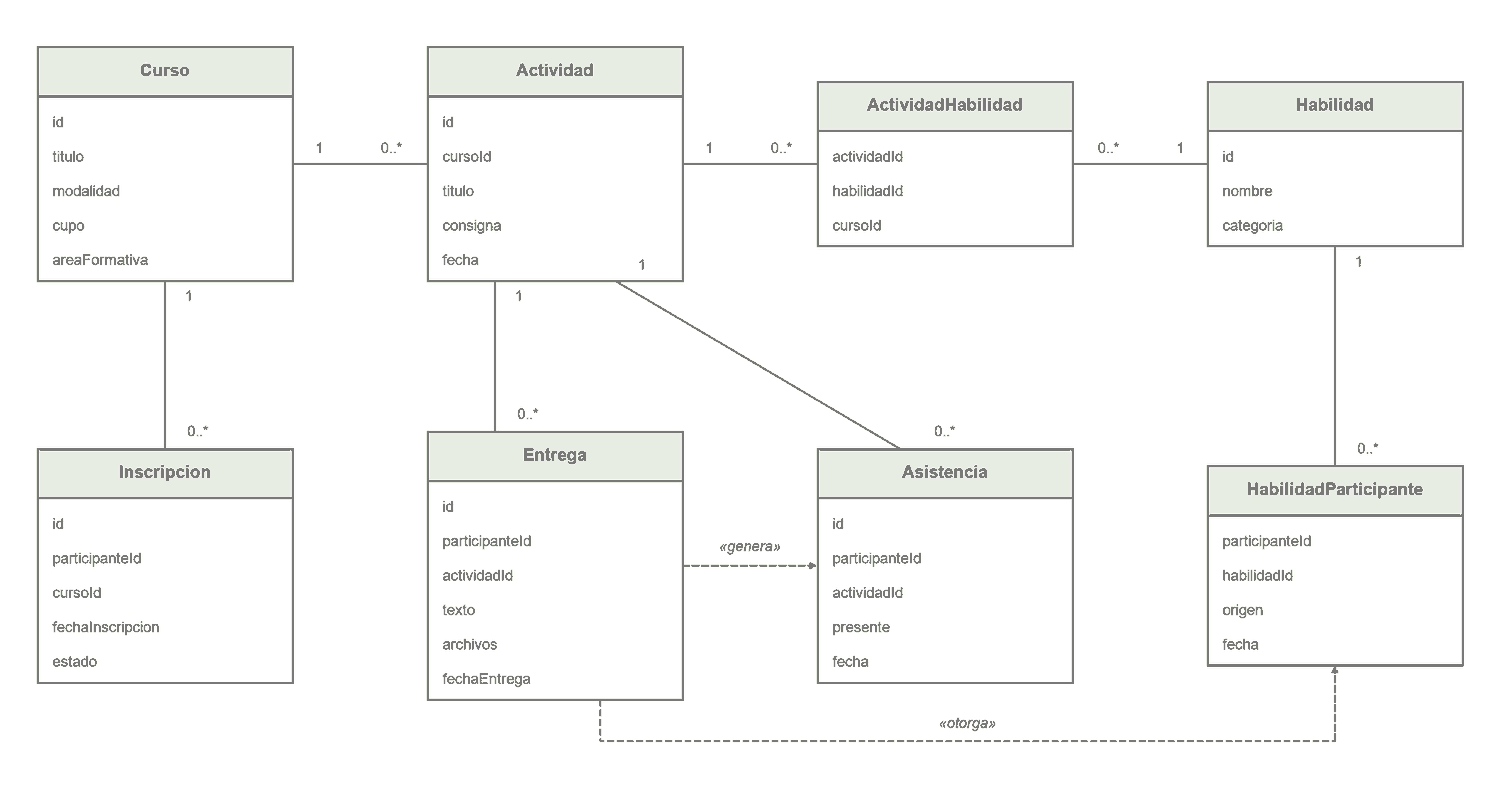 Curso
id
titulo
modalidad
cupo
areaFormativa
1
0..*
Actividad
id
cursoId
titulo
consigna
fecha
1
0..*
ActividadHabilidad
actividadId
habilidadId
cursoId
0..*
1
Habilidad
id
nombre
categoria
1
0..*
1
0..*
1
0..*
1
0..*
Inscripcion
id
participanteId
cursoId
fechaInscripcion
estado
Entrega
id
participanteId
actividadId
texto
archivos
fechaEntrega
«genera»
Asistencia
id
participanteId
actividadId
presente
fecha
HabilidadParticipante
participanteId
habilidadId
origen
fecha
«otorga»